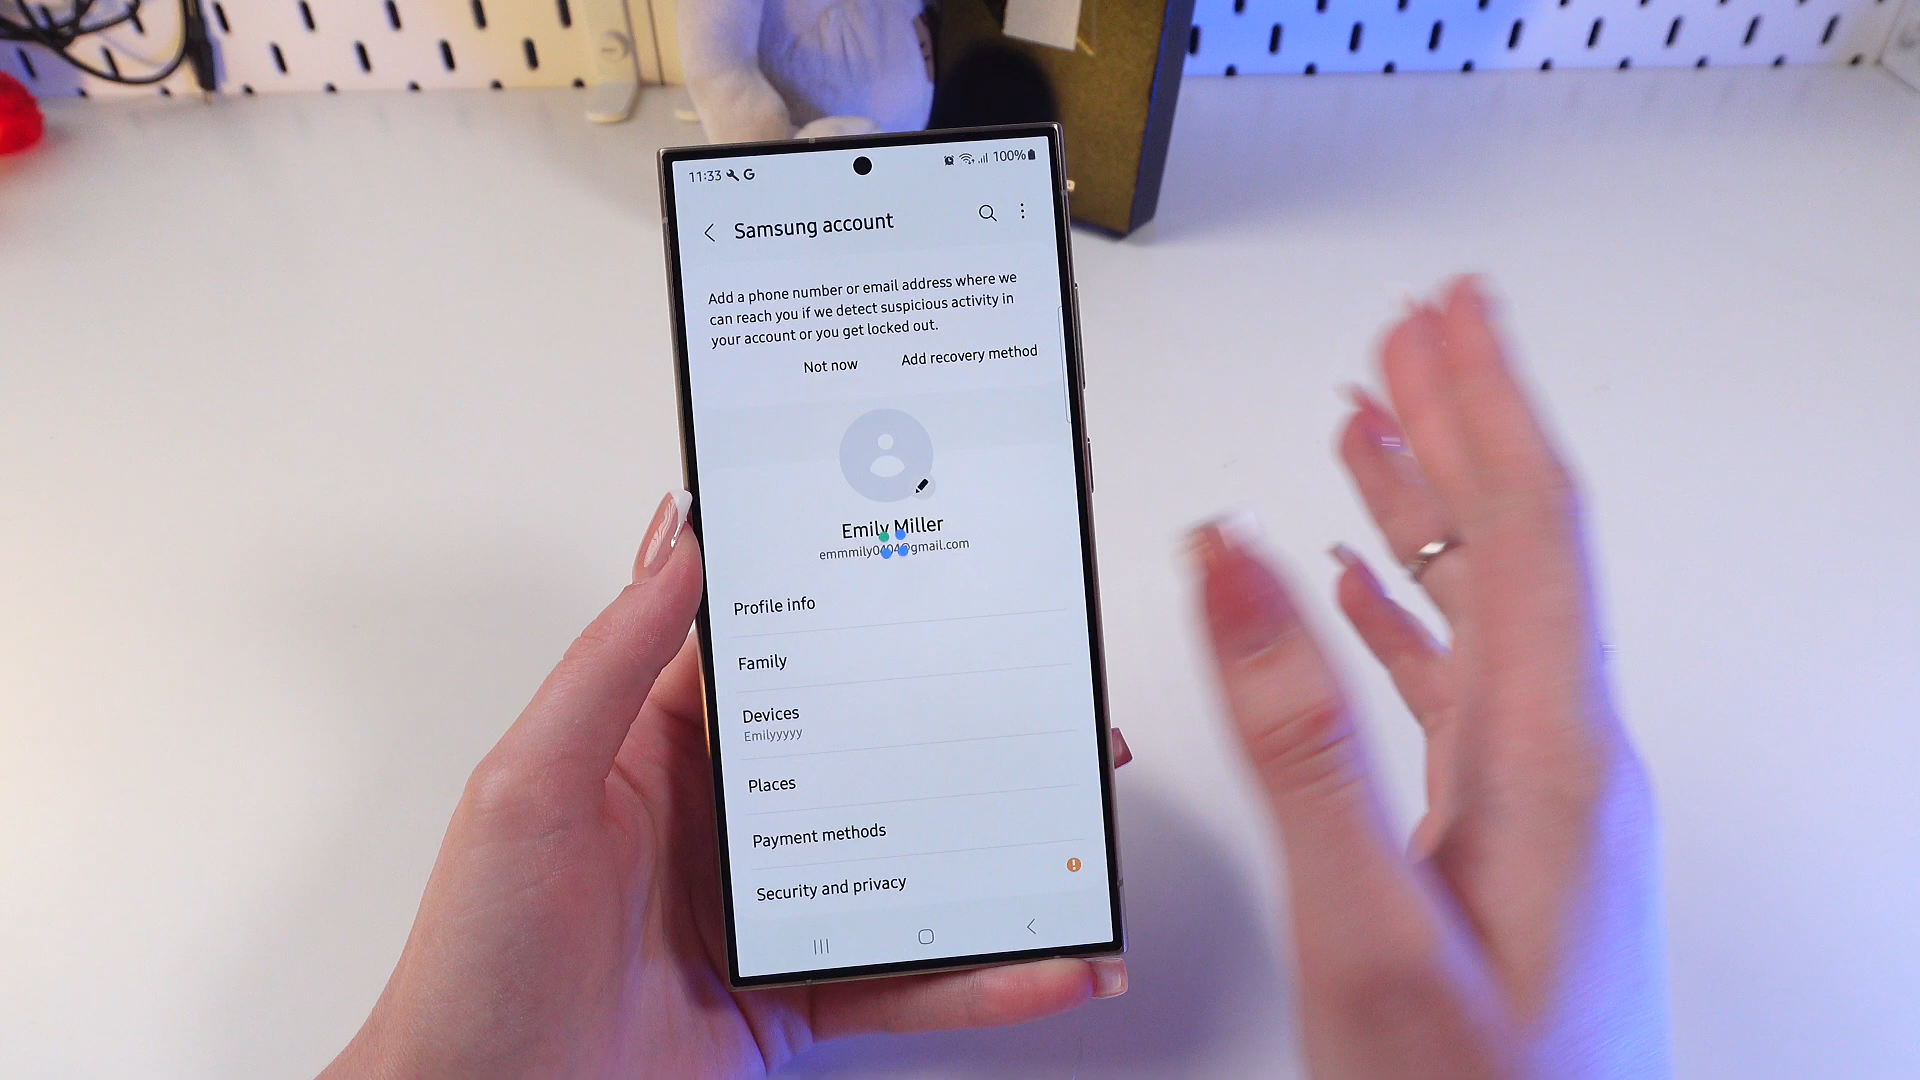 11:33 G 100%
Samsung account
Add a phone number or email address where we
can reach you if we detect suspicious activity in
your account or you get locked out.
Not now Add recovery method
Emily Miller
emmmily0404@gmail.com
Profile info
Family
Devices
Emilyyyyy
Places
Payment methods
Security and privacy